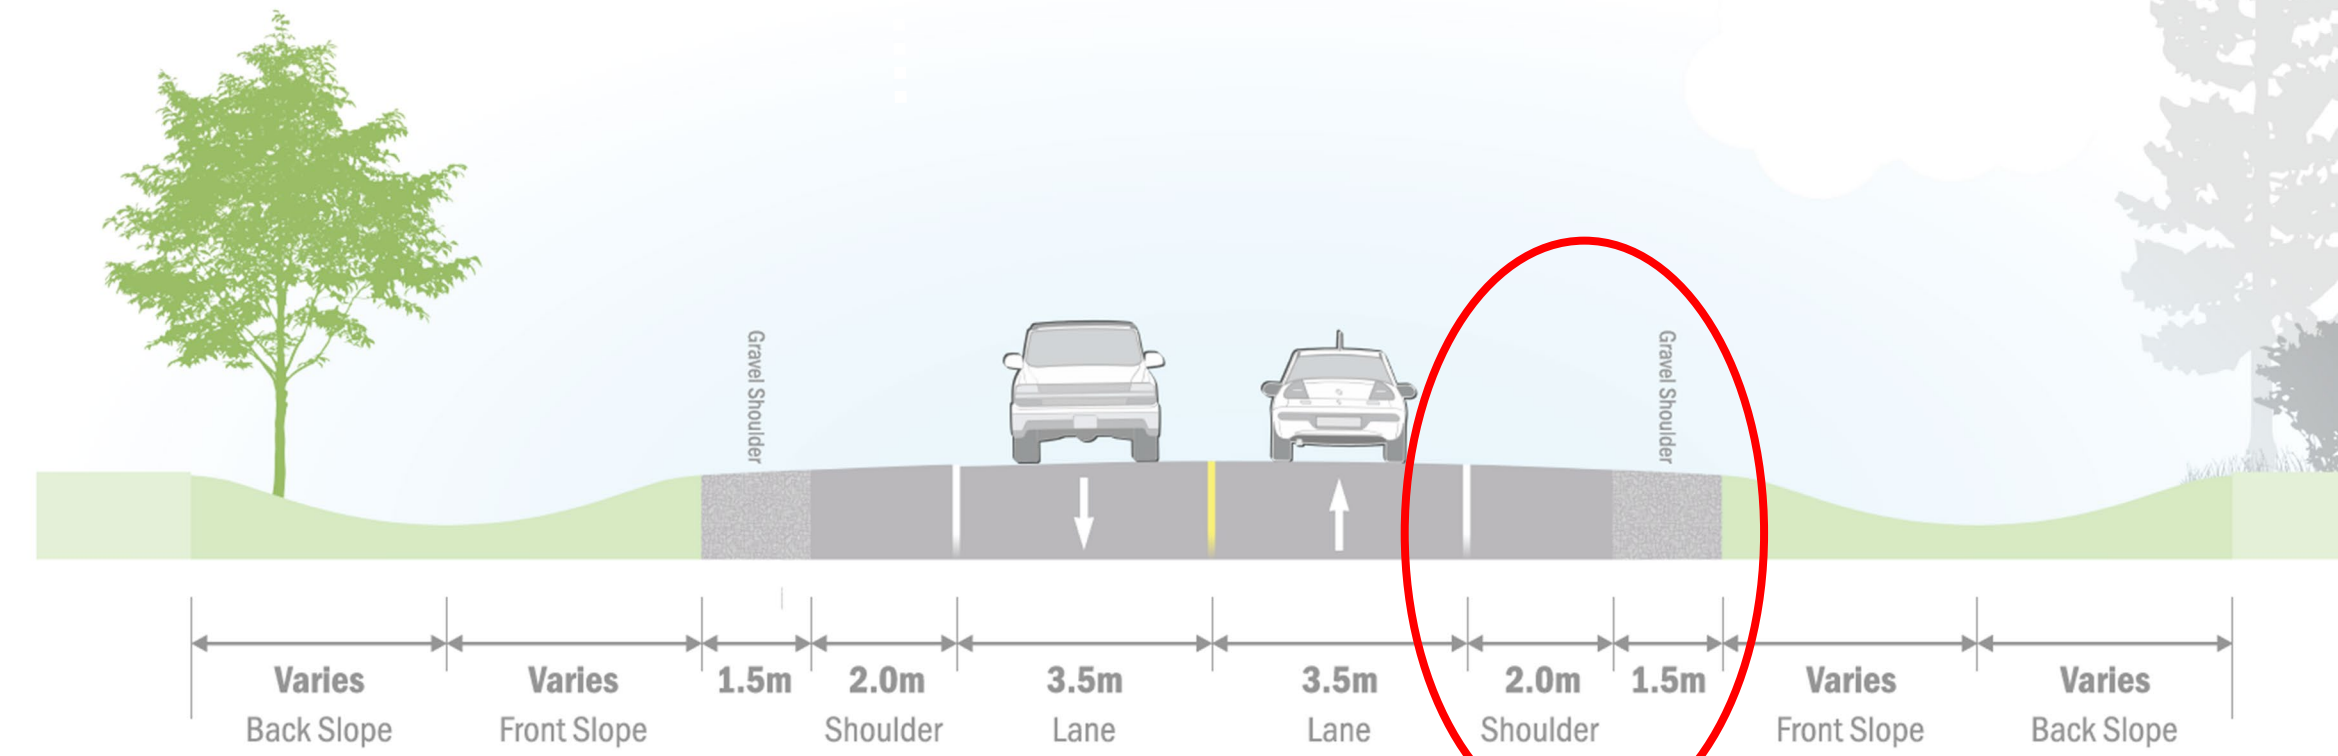 Gravel Shoulder
Gravel Shoulder
Varies
Varies
1.5m
2.0m
3.5m
3.5m
2.0m
1.5m
Varies
Varies
Back Slope
Front Slope
Shoulder
Lane
Lane
Shoulder
Front Slope
Back Slope